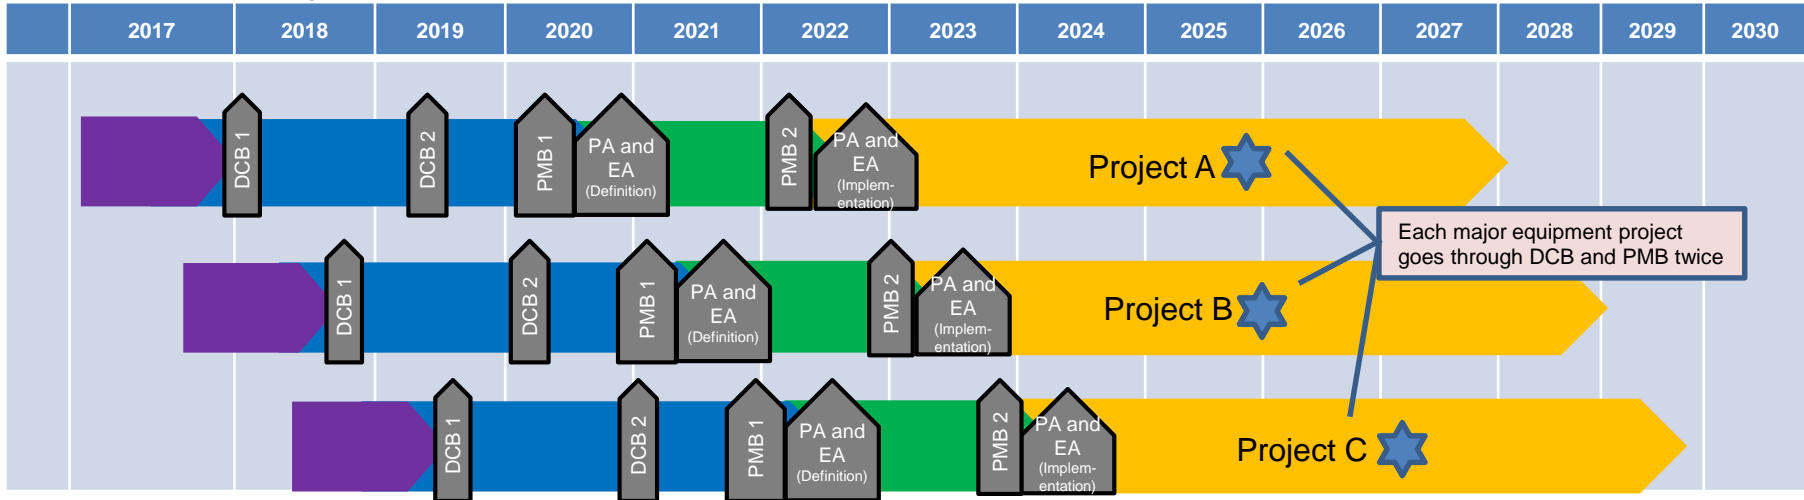 2017 2018 2019 2020 2021 2022 2023 2024 2025 2026 2027 2028 2029 2030
DCB 1
DCB 2
PMB 1
PA and
EA
(Definition)
PMB 2
PA and
EA
(Implem-
entation)
Project A
Each major equipment project
goes through DCB and PMB twice
DCB 1
DCB 2
PMB 1
PA and
EA
(Definition)
PMB 2
PA and
EA
(Implem-
entation)
Project B
DCB 1
DCB 2
PMB 1
PA and
EA
(Definition)
PMB 2
PA and
EA
(Implem-
entation)
Project C